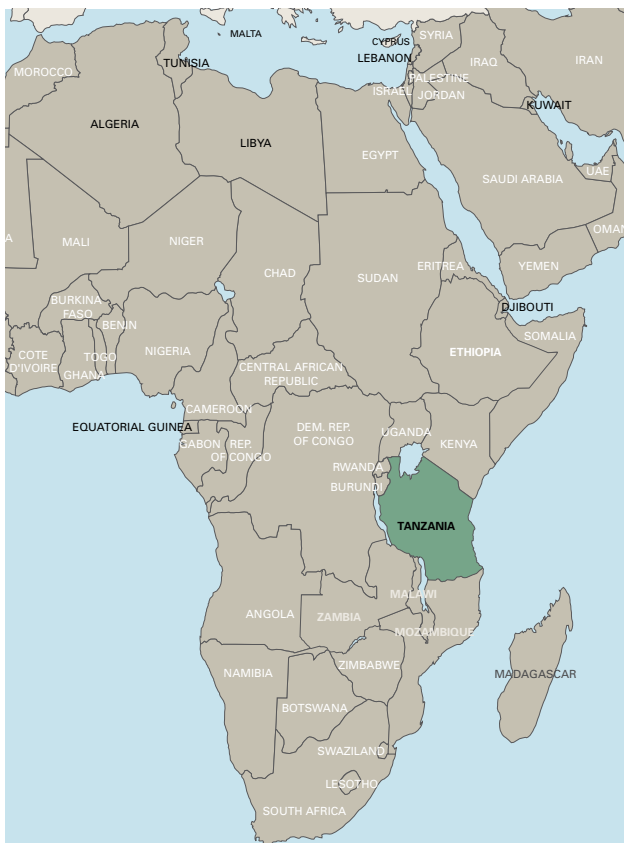 MALTA
CYPRUS
SYRIA
TUNISIA
LEBANON
IRAQ
IRAN
MOROCCO
PALESTINE
ISRAEL
JORDAN
KUWAIT
ALGERIA
LIBYA
EGYPT
UAE
SAUDI ARABIA
OMAN
A
MALI
NIGER
CHAD
SUDAN
ERITREA
YEMEN
BURKINA
FASO
DJIBOUTI
BENIN
SOMALIA
COTE
D'IVOIRE
TOGO
GHANA
NIGERIA
ETHIOPIA
CENTRAL AFRICAN
REPUBLIC
CAMEROON
EQUATORIAL GUINEA
DEM. REP.
OF CONGO
UGANDA
KENYA
GABON
REP.
OF CONGO
RWANDA
BURUNDI
TANZANIA
MALAWI
ANGOLA
ZAMBIA
MOZAMBIQUE
NAMIBIA
ZIMBABWE
MADAGASCAR
BOTSWANA
SWAZILAND
LESOTHO
SOUTH AFRICA